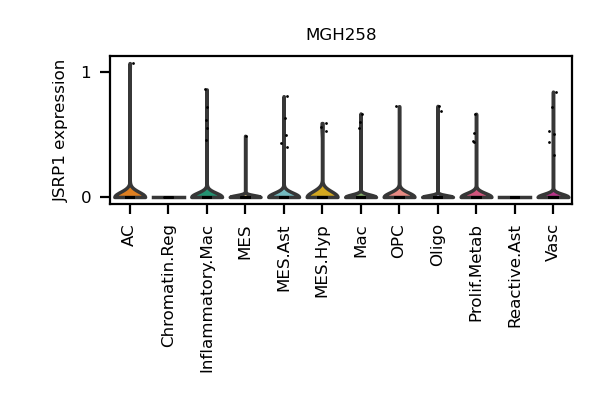 MGH258
JSRP1 expression
1
0
AC
Chromatin.Reg
Inflammatory.Mac
MES
MES.Ast
MES.Hyp
Mac
OPC
Oligo
Prolif.Metab
Reactive.Ast
Vasc